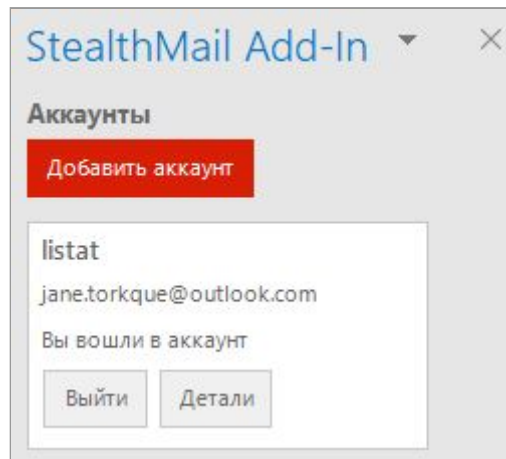 StealthMail Add-In
Аккаунты
Добавить аккаунт
listat
jane.torkque@outlook.com
Вы вошли в аккаунт
Выйти Детали